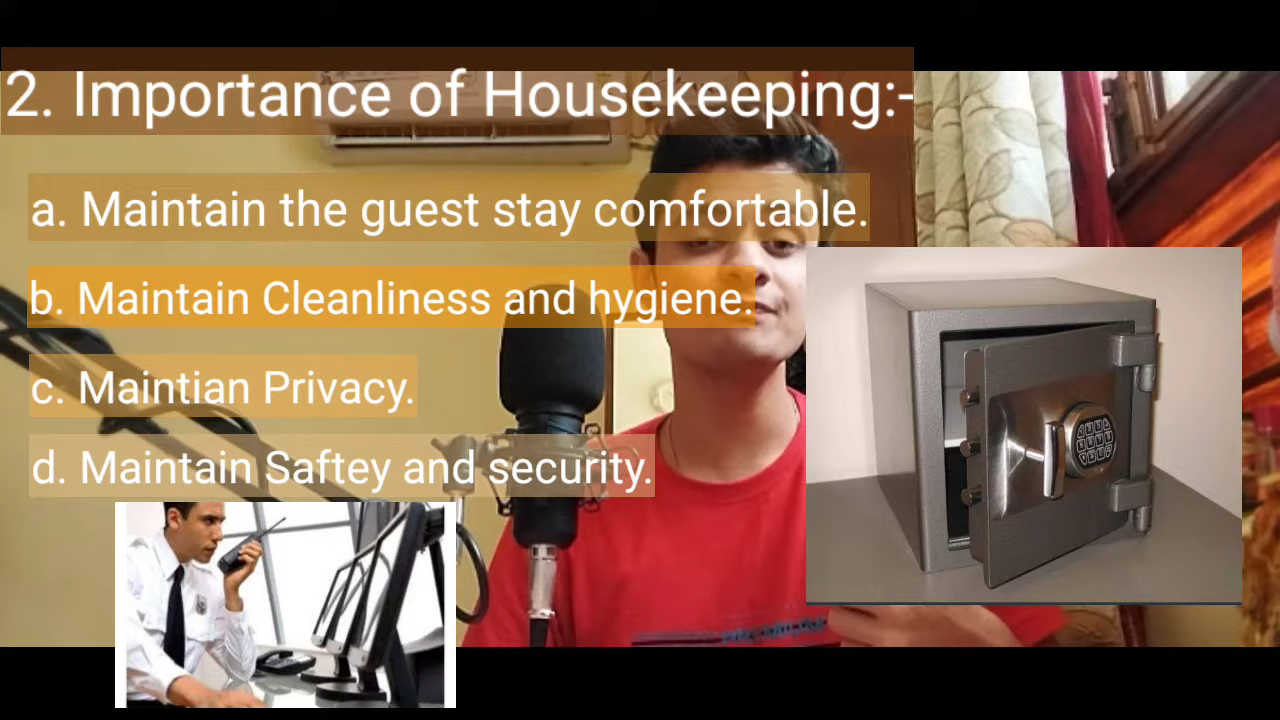 2. Importance of Housekeeping:-
a. Maintain the guest stay comfortable.
b. Maintain Cleanliness and hygiene.
c. Maintian Privacy.
d. Maintain Saftey and security.